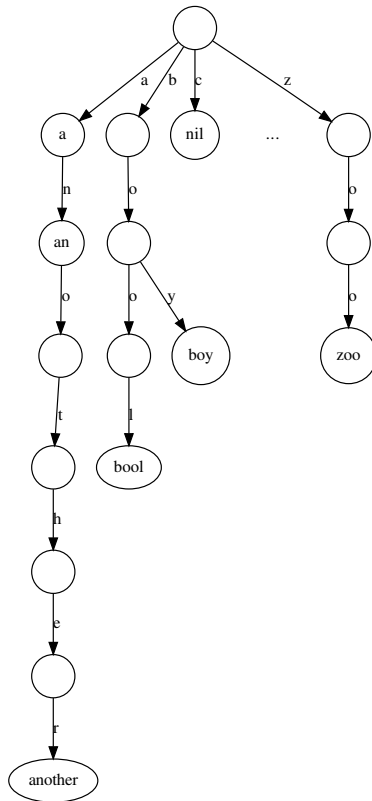 a b c z
a nil ...
n o o
an
o o y o
boy zoo
t l
bool
h
e
r
another